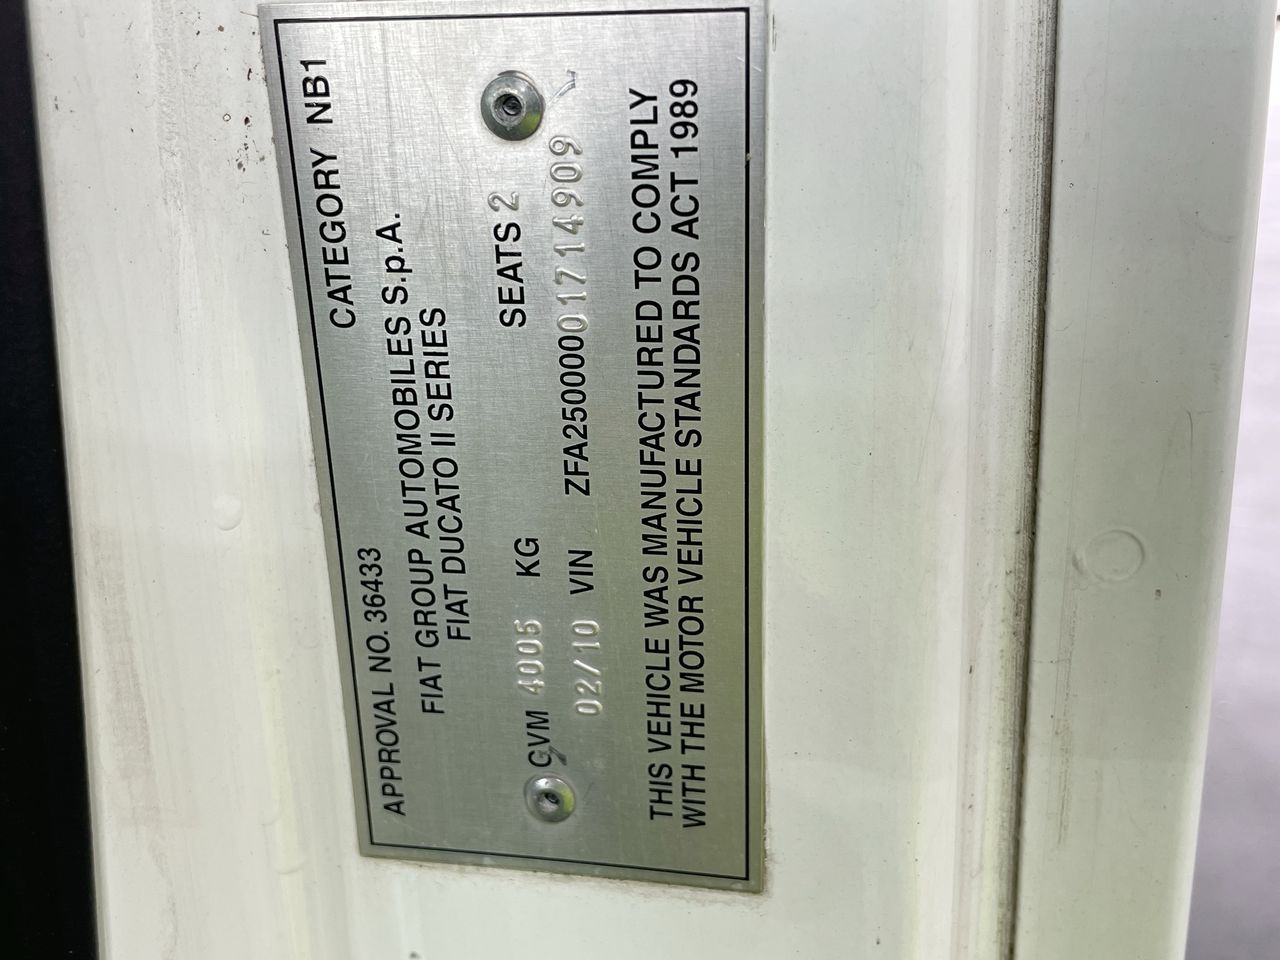 APPROVAL NO. 36433 CATEGORY NB1
FIAT GROUP AUTOMOBILES S.p.A.
FIAT DUCATO II SERIES
GVM 4005 KG SEATS 2
02/10 VIN ZFA25000001714909
THIS VEHICLE WAS MANUFACTURED TO COMPLY
WITH THE MOTOR VEHICLE STANDARDS ACT 1989